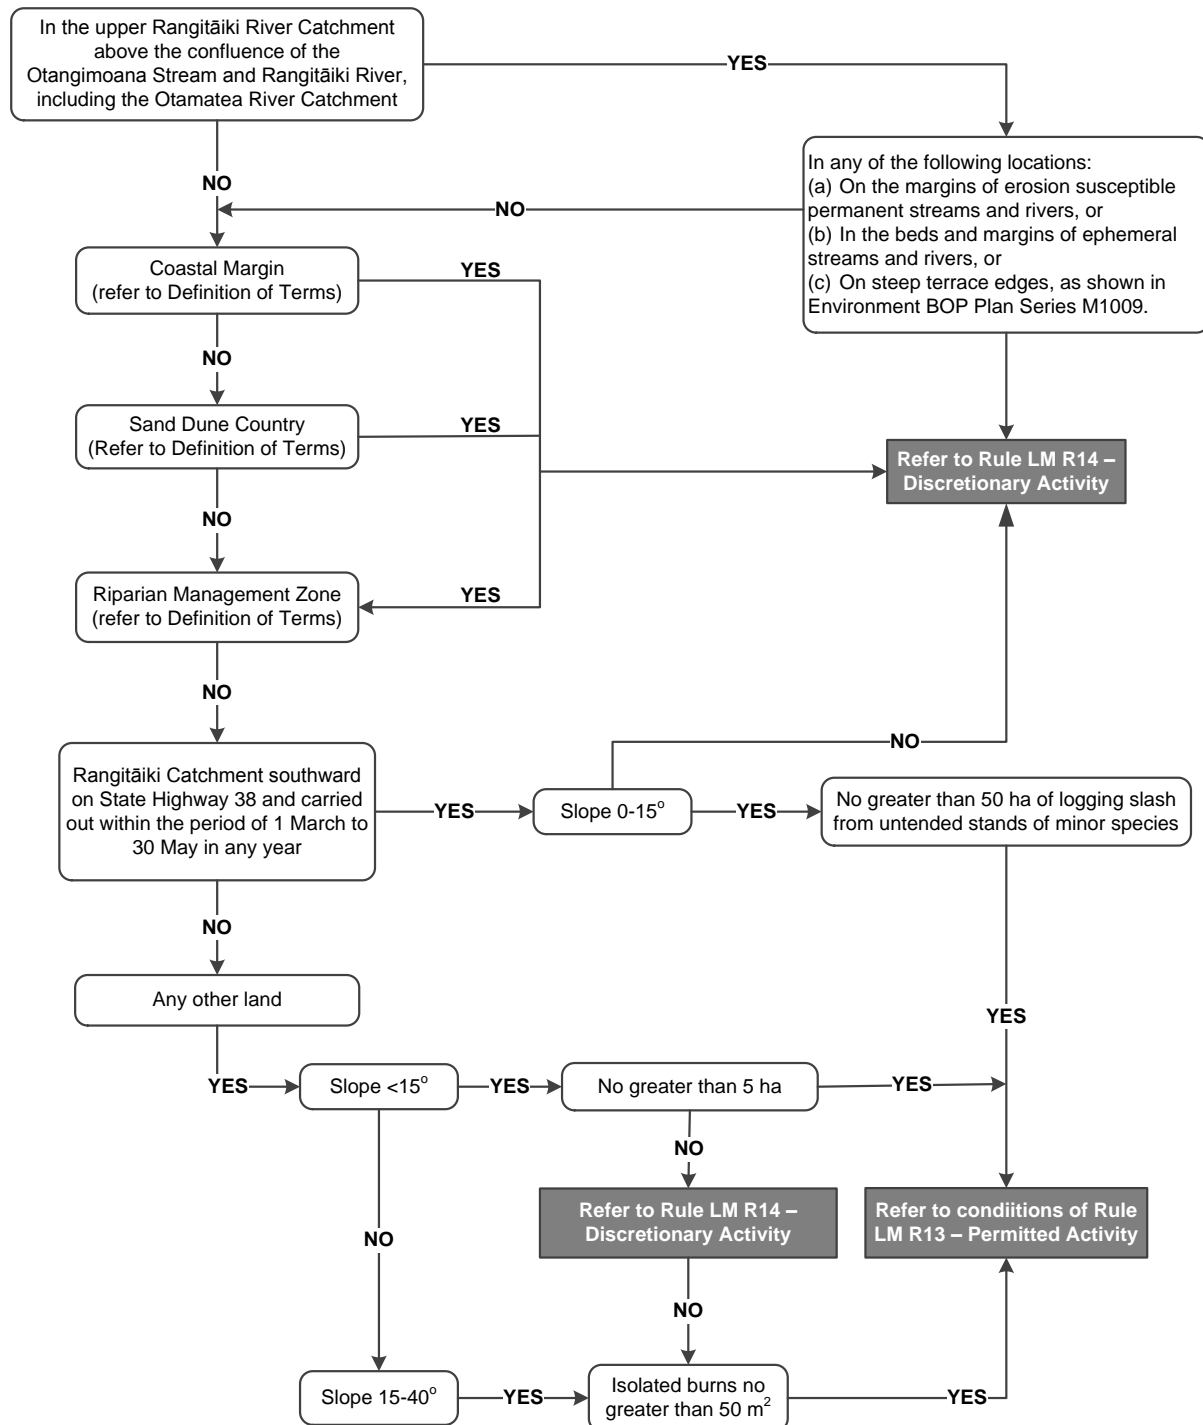 In the upper Rangitāiki River Catchment
above the confluence of the
Otangimoana Stream and Rangitāiki River,
including the Otamatea River Catchment
YES
NO
In any of the following locations:
(a) On the margins of erosion susceptible
permanent streams and rivers, or
(b) In the beds and margins of ephemeral
streams and rivers, or
(c) On steep terrace edges, as shown in
Environment BOP Plan Series M1009.
NO
Coastal Margin
(refer to Definition of Terms)
YES
NO
Sand Dune Country
(Refer to Definition of Terms)
YES
Refer to Rule LM R14 –
Discretionary Activity
NO
Riparian Management Zone
(refer to Definition of Terms)
YES
NO
Rangitāiki Catchment southward
on State Highway 38 and carried
out within the period of 1 March to
30 May in any year
YES
Slope 0-15o
NO
YES
No greater than 50 ha of logging slash
from untended stands of minor species
NO
Any other land
YES
YES
Slope <15o
YES
No greater than 5 ha
YES
NO
Refer to Rule LM R14 –
Discretionary Activity
Refer to condiitions of Rule
LM R13 – Permitted Activity
NO
NO
Slope 15-40o
YES
Isolated burns no
greater than 50 m2
YES